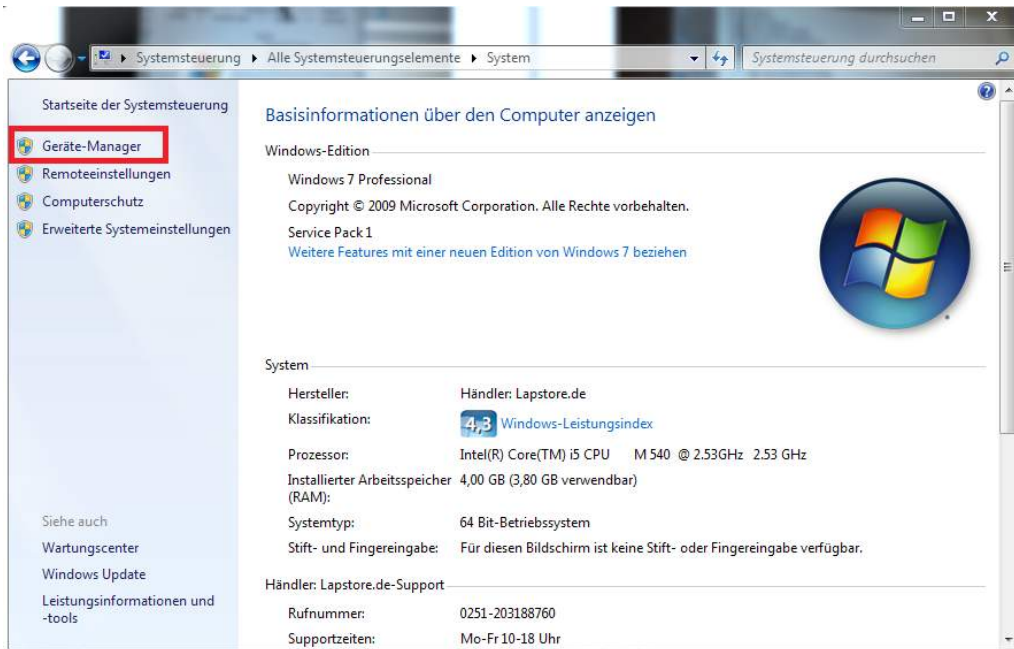 Systemsteuerung Alle Systemsteuerungselemente System
Systemsteuerung durchsuchen
Startseite der Systemsteuerung
Geräte-Manager
Remoteeinstellungen
Computerschutz
Erweiterte Systemeinstellungen
Siehe auch
Wartungscenter
Windows Update
Leistungsinformationen und
-tools
Basisinformationen über den Computer anzeigen
Windows-Edition
Windows 7 Professional
Copyright © 2009 Microsoft Corporation. Alle Rechte vorbehalten.
Service Pack 1
Weitere Features mit einer neuen Edition von Windows 7 beziehen
System
Hersteller: Händler: Lapstore.de
Klassifikation: 4,3 Windows-Leistungsindex
Prozessor: Intel(R) Core(TM) i5 CPU M 540 @ 2.53GHz 2.53 GHz
Installierter Arbeitsspeicher 4,00 GB (3,80 GB verwendbar)
(RAM):
Systemtyp: 64 Bit-Betriebssystem
Stift- und Fingereingabe: Für diesen Bildschirm ist keine Stift- oder Fingereingabe verfügbar.
Händler: Lapstore.de-Support
Rufnummer: 0251-203188760
Supportzeiten: Mo-Fr 10-18 Uhr